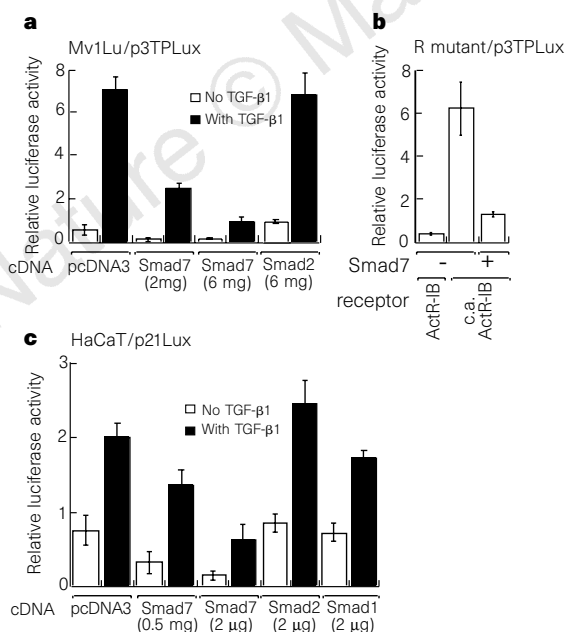 a
Mv1Lu/p3TPLux
Relative luciferase activity
8
6
4
2
0
No TGF-β1
With TGF-β1
cDNA pcDNA3 Smad7 Smad7 Smad2
(2mg) (6 mg) (6 mg)
b
R mutant/p3TPLux
Relative luciferase activity
8
6
4
2
0
Smad7 - +
receptor
ActR-IB
c.a.
ActR-IB
c
HaCaT/p21Lux
Relative luciferase activity
3
2
1
0
No TGF-β1
With TGF-β1
cDNA pcDNA3 Smad7 Smad7 Smad2 Smad1
(0.5 mg) (2 μg) (2 μg) (2 μg)
Nature © Ma